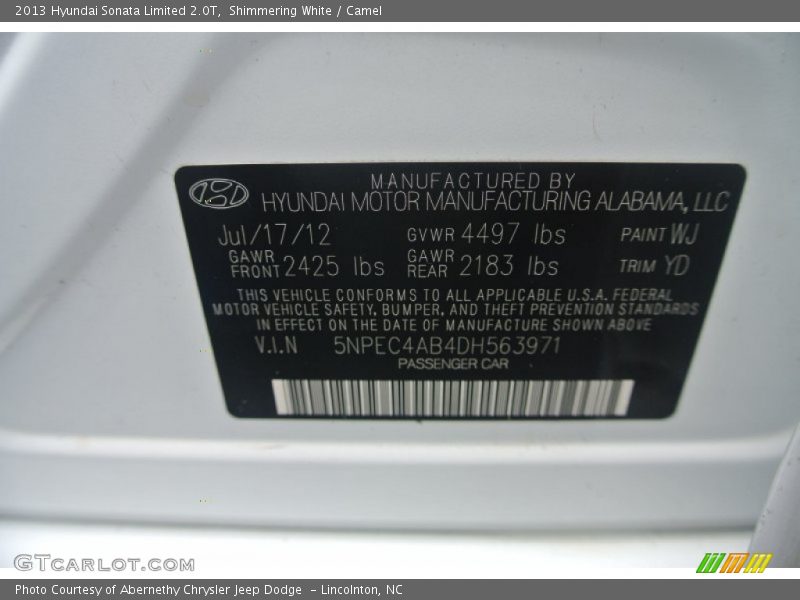 2013 Hyundai Sonata Limited 2.0T, Shimmering White / Camel
MANUFACTURED BY
HYUNDAI MOTOR MANUFACTURING ALABAMA, LLC
Jul/17/12 GVWR 4497 lbs PAINT WJ
GAWR FRONT 2425 lbs GAWR REAR 2183 lbs TRIM YD
THIS VEHICLE CONFORMS TO ALL APPLICABLE U.S.A. FEDERAL
MOTOR VEHICLE SAFETY, BUMPER, AND THEFT PREVENTION STANDARDS
IN EFFECT ON THE DATE OF MANUFACTURE SHOWN ABOVE
V.I.N 5NPEC4AB4DH563971
PASSENGER CAR
GTCARLOT.COM
Photo Courtesy of Abernethy Chrysler Jeep Dodge - Lincolnton, NC